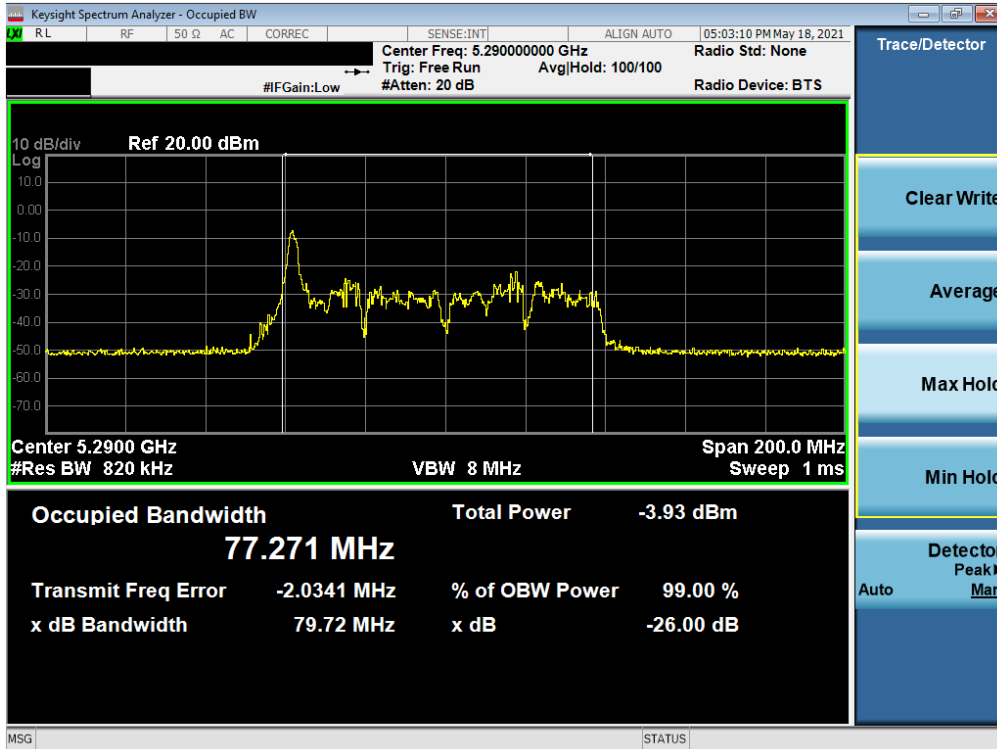 Keysight Spectrum Analyzer - Occupied BW
LXI RL RF 50 Ω AC CORREC SENSE:INT ALIGN AUTO 05:03:10 PM May 18, 2021
Center Freq: 5.290000000 GHz Radio Std: None
Trig: Free Run Avg|Hold: 100/100
#IFGain:Low #Atten: 20 dB Radio Device: BTS
Trace/Detector
10 dB/div Ref 20.00 dBm
Log
10.0
0.00
-10.0
-20.0
-30.0
-40.0
-50.0
-60.0
-70.0
Center 5.2900 GHz Span 200.0 MHz
#Res BW 820 kHz VBW 8 MHz Sweep 1 ms
Occupied Bandwidth Total Power -3.93 dBm
77.271 MHz
Transmit Freq Error -2.0341 MHz % of OBW Power 99.00 %
x dB Bandwidth 79.72 MHz x dB -26.00 dB
Clear Write
Average
Max Hold
Min Hold
Detector
Peak
Auto Man
MSG STATUS